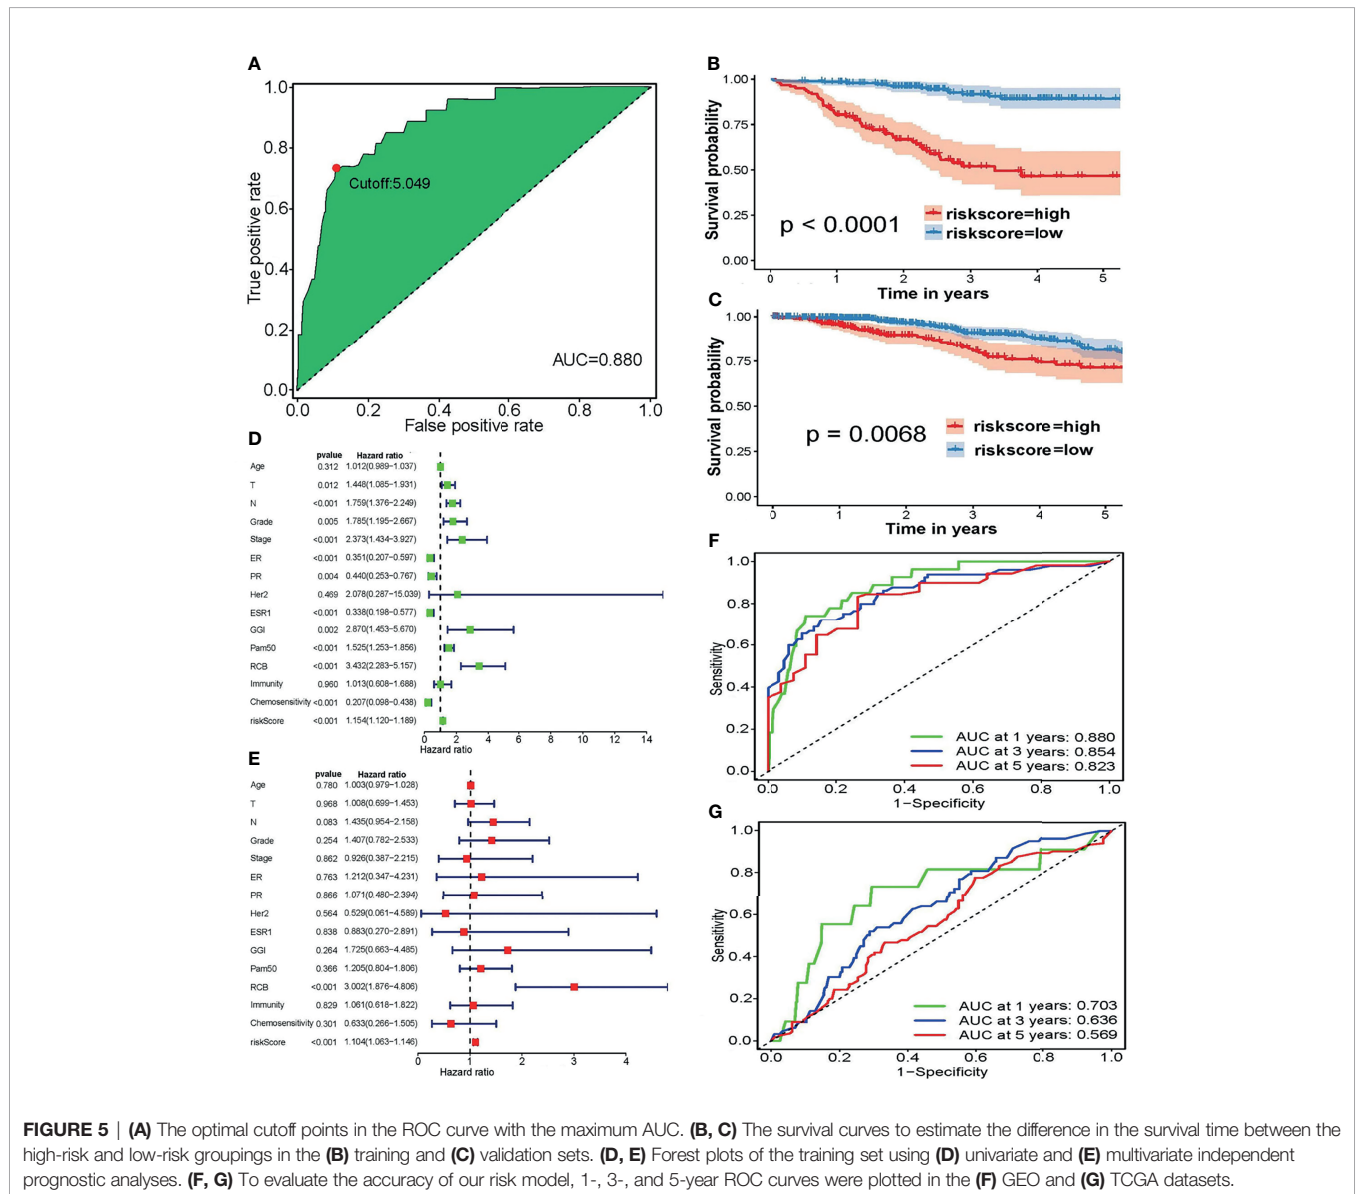 A
1.0
0.8
0.6
0.4
0.2
0.0
Cutoff:5.049
AUC=0.880
0.0 0.2 0.4 0.6 0.8 1.0
True positive rate
False positive rate
B
1.00
0.75
0.50
0.25
0.00
Survival probability
p < 0.0001
riskscore=high
riskscore=low
0 1 2 3 4 5
Time in years
C
1.00
0.75
0.50
0.25
0.00
Survival probability
p = 0.0068
riskscore=high
riskscore=low
0 1 2 3 4 5
Time in years
D
pvalue Hazard ratio
Age 0.312 1.012(0.989−1.037)
T 0.012 1.448(1.085−1.931)
N <0.001 1.759(1.376−2.249)
Grade 0.005 1.785(1.195−2.667)
Stage <0.001 2.373(1.434−3.927)
ER <0.001 0.351(0.207−0.597)
PR 0.004 0.440(0.253−0.767)
Her2 0.469 2.078(0.287−15.039)
ESR1 <0.001 0.338(0.198−0.577)
GGI 0.002 2.870(1.453−5.670)
Pam50 <0.001 1.525(1.253−1.856)
RCB <0.001 3.432(2.283−5.157)
Immunity 0.960 1.013(0.608−1.688)
Chemosensitivity <0.001 0.207(0.098−0.438)
riskScore <0.001 1.154(1.120−1.189)
0 2 4 6 8 10 12 14
Hazard ratio
E
pvalue Hazard ratio
Age 0.780 1.003(0.979−1.028)
T 0.968 1.008(0.699−1.453)
N 0.083 1.435(0.954−2.158)
Grade 0.254 1.407(0.782−2.533)
Stage 0.862 0.926(0.387−2.215)
ER 0.763 1.212(0.347−4.231)
PR 0.866 1.071(0.480−2.394)
Her2 0.564 0.529(0.061−4.589)
ESR1 0.838 0.883(0.270−2.891)
GGI 0.264 1.725(0.663−4.485)
Pam50 0.366 1.205(0.804−1.806)
RCB <0.001 3.002(1.876−4.806)
Immunity 0.829 1.061(0.618−1.822)
Chemosensitivity 0.301 0.633(0.266−1.505)
riskScore <0.001 1.104(1.063−1.146)
0 1 2 3 4
Hazard ratio
F
1.0
0.8
0.6
0.4
0.2
0.0
Sensitivity
AUC at 1 years: 0.880
AUC at 3 years: 0.854
AUC at 5 years: 0.823
0.0 0.2 0.4 0.6 0.8 1.0
1−Specificity
G
1.0
0.8
0.6
0.4
0.2
0.0
Sensitivity
AUC at 1 years: 0.703
AUC at 3 years: 0.636
AUC at 5 years: 0.569
0.0 0.2 0.4 0.6 0.8 1.0
1−Specificity
FIGURE 5 | (A) The optimal cutoff points in the ROC curve with the maximum AUC. (B, C) The survival curves to estimate the difference in the survival time between the
high-risk and low-risk groupings in the (B) training and (C) validation sets. (D, E) Forest plots of the training set using (D) univariate and (E) multivariate independent
prognostic analyses. (F, G) To evaluate the accuracy of our risk model, 1-, 3-, and 5-year ROC curves were plotted in the (F) GEO and (G) TCGA datasets.